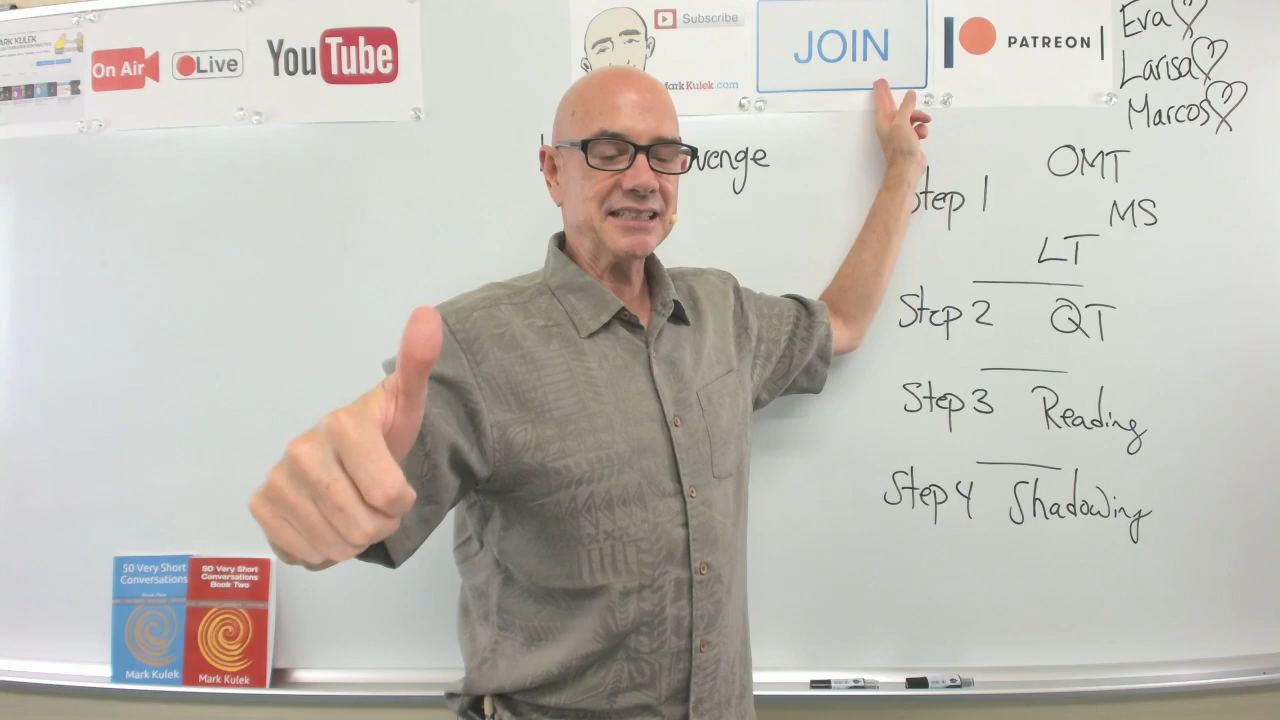 MARK KULEK
On Air
Live
YouTube
Subscribe
MarkKulek.com
JOIN
PATREON
Eva♡
Larisa♡
Marcos♡
Step 1
OMT
MS
LT
Step 2 QT
Step 3 Reading
Step 4 Shadowing
50 Very Short
Conversations
Mark Kulek
50 Very Short
Conversations
Book Two
Mark Kulek